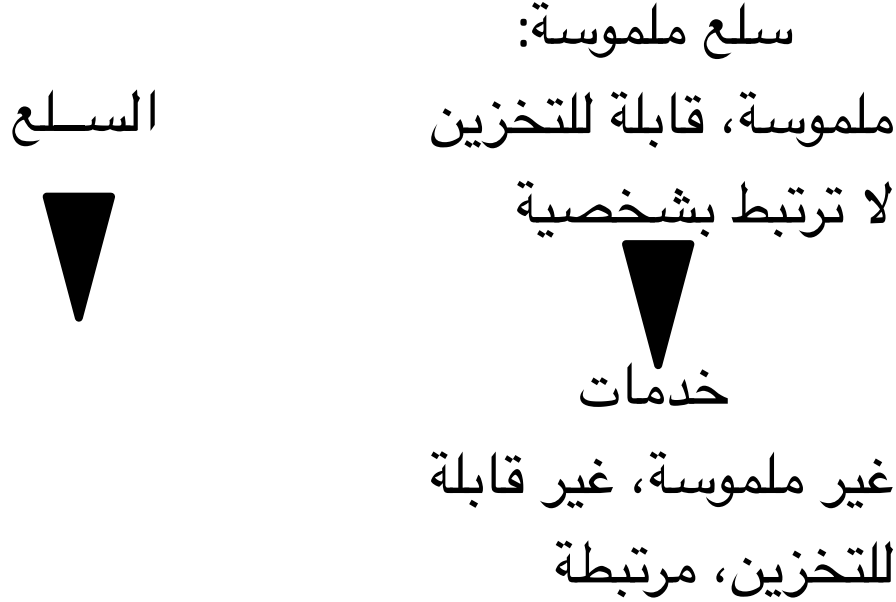 سلع ملموسة:
ملموسة، قابلة للتخزين
لا ترتبط بشخصية
السلع
خدمات
غير ملموسة، غير قابلة
للتخزين، مرتبطة